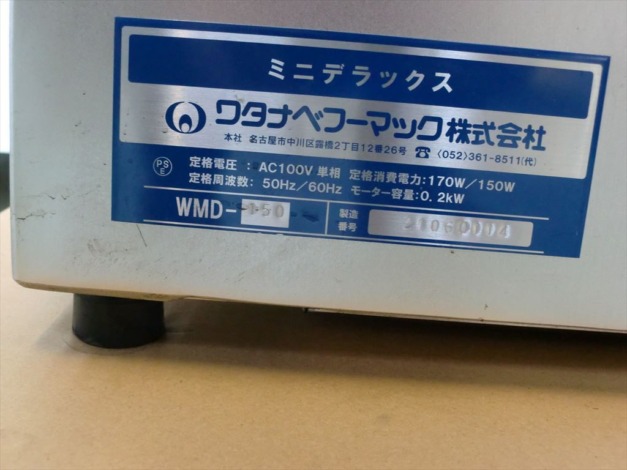 ミニデラックス
ワタナベフーマック株式会社
本社 名古屋市中川区露橋2丁目12番26号 ☎〈052〉361-8511(代)
PS E 定格電圧:AC100V 単相 定格消費電力:170W/150W
定格周波数:50Hz/60Hz モーター容量:0.2kW
WMD- 製造番号